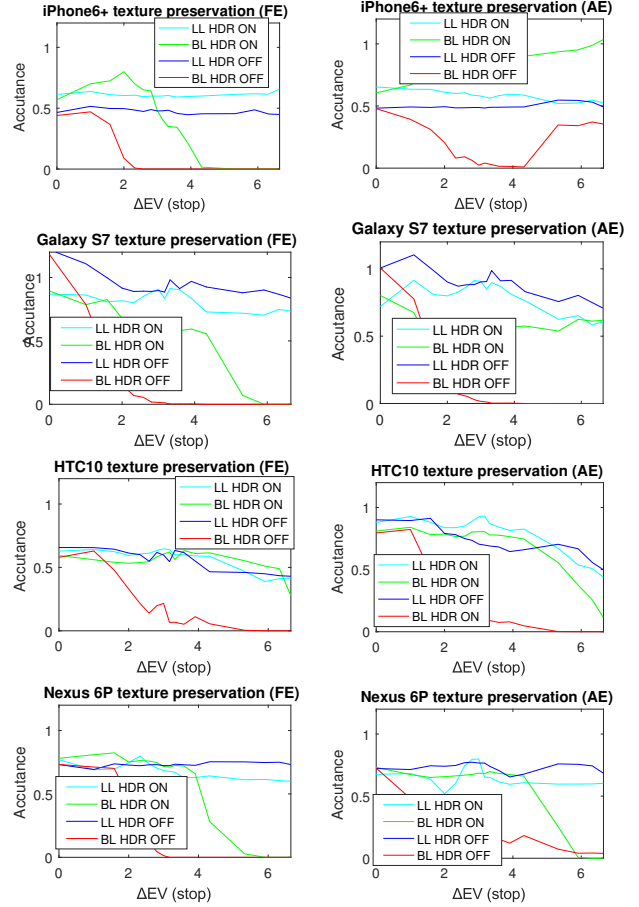 iPhone6+ texture preservation (FE)
LL HDR ON
BL HDR ON
LL HDR OFF
BL HDR OFF
Accutance
1
0.5
0
0 2 4 6
ΔEV (stop)
iPhone6+ texture preservation (AE)
LL HDR ON
BL HDR ON
LL HDR OFF
BL HDR OFF
Accutance
1
0.5
0
0 2 4 6
ΔEV (stop)
Galaxy S7 texture preservation (FE)
Accutance
1
0.5
0
LL HDR ON
BL HDR ON
LL HDR OFF
BL HDR OFF
0 2 4 6
ΔEV (stop)
Galaxy S7 texture preservation (AE)
Accutance
1
0.5
0
LL HDR ON
BL HDR ON
LL HDR OFF
BL HDR OFF
0 2 4 6
ΔEV (stop)
HTC10 texture preservation (FE)
LL HDR ON
BL HDR ON
LL HDR OFF
BL HDR OFF
Accutance
1
0.5
0
0 2 4 6
ΔEV (stop)
HTC10 texture preservation (AE)
Accutance
1
0.5
0
LL HDR ON
BL HDR ON
LL HDR OFF
BL HDR OFF
0 2 4 6
ΔEV (stop)
Nexus 6P texture preservation (FE)
Accutance
1
0.5
0
LL HDR ON
BL HDR ON
LL HDR OFF
BL HDR OFF
0 2 4 6
ΔEV (stop)
Nexus 6P texture preservation (AE)
Accutance
1
0.5
0
LL HDR ON
BL HDR ON
LL HDR OFF
BL HDR OFF
0 2 4 6
ΔEV (stop)